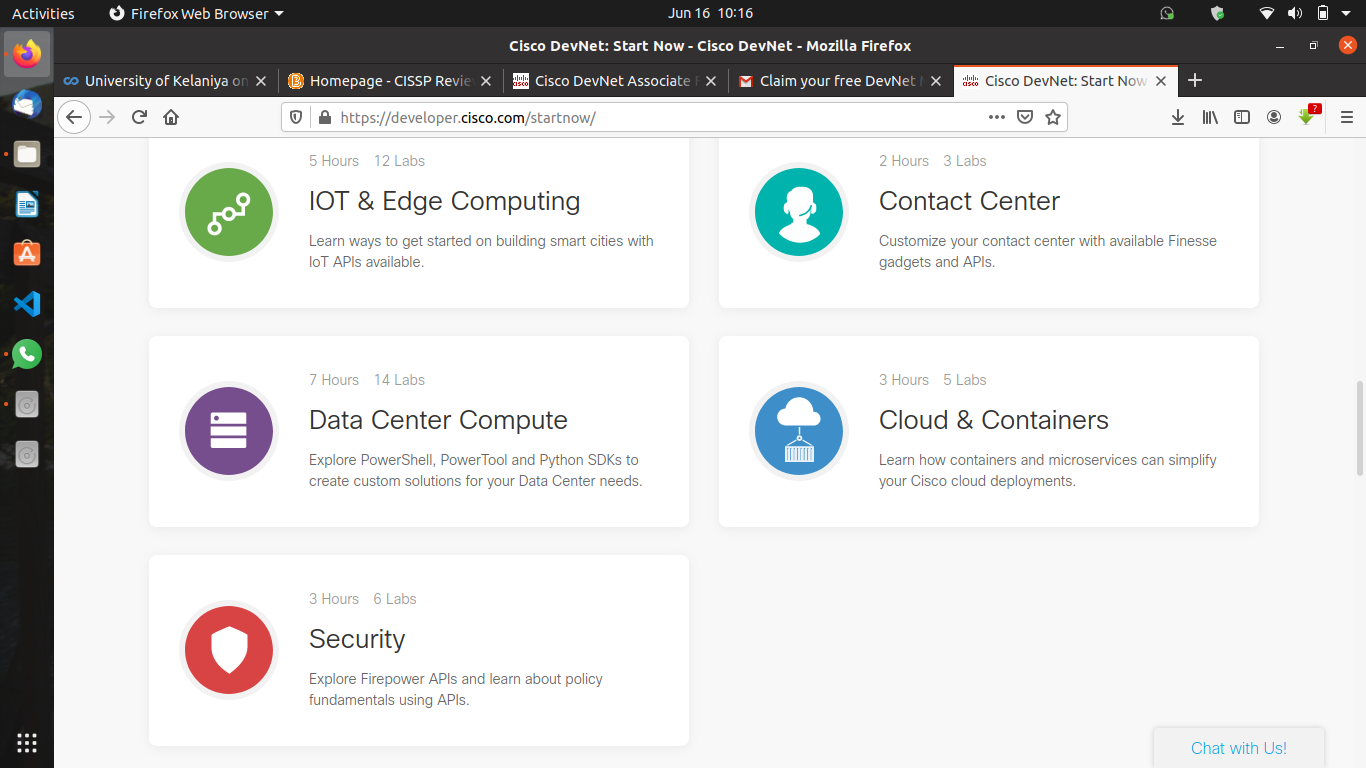 Activities
Firefox Web Browser
Jun 16 10:16
Cisco DevNet: Start Now - Cisco DevNet - Mozilla Firefox
University of Kelaniya on
Homepage - CISSP Revie
Cisco DevNet Associate F
Claim your free DevNet
Cisco DevNet: Start Now
https://developer.cisco.com/startnow/
?
5 Hours 12 Labs
IOT & Edge Computing
Learn ways to get started on building smart cities with
IoT APIs available.
2 Hours 3 Labs
Contact Center
Customize your contact center with available Finesse
gadgets and APIs.
7 Hours 14 Labs
Data Center Compute
Explore PowerShell, PowerTool and Python SDKs to
create custom solutions for your Data Center needs.
3 Hours 5 Labs
Cloud & Containers
Learn how containers and microservices can simplify
your Cisco cloud deployments.
3 Hours 6 Labs
Security
Explore Firepower APIs and learn about policy
fundamentals using APIs.
Chat with Us!